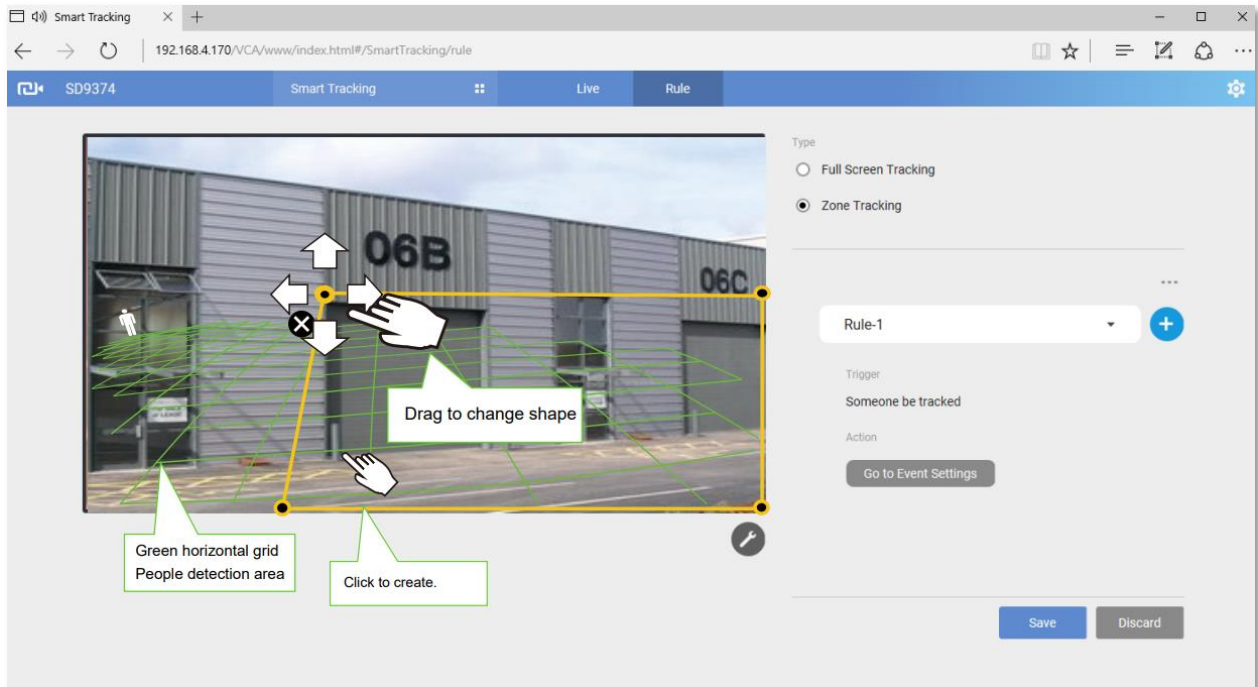 Smart Tracking
192.168.4.170/VCA/www/index.html#/SmartTracking/rule
SD9374
Smart Tracking
Live
Rule
Type
Full Screen Tracking
Zone Tracking
06B
06C
Rule-1
Trigger
Someone be tracked
Action
Go to Event Settings
Drag to change shape
Green horizontal grid
People detection area
Click to create.
Save
Discard